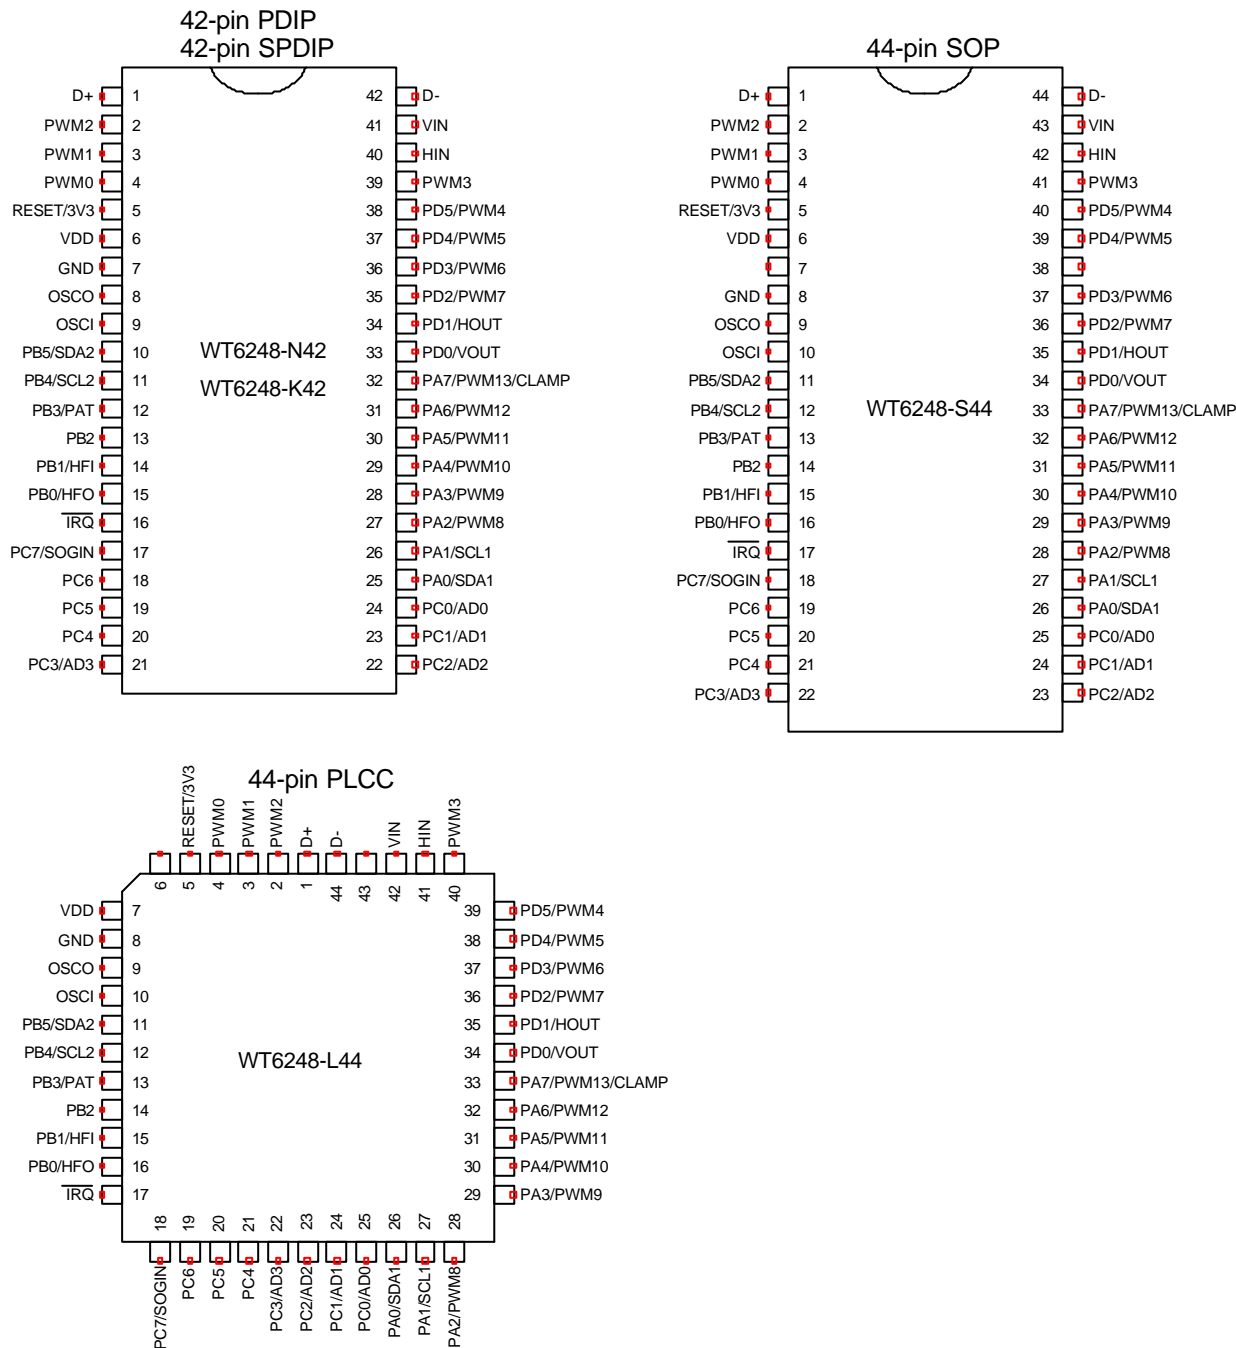 42-pin PDIP
42-pin SPDIP
D+ 1 42 D-
PWM2 2 41 VIN
PWM1 3 40 HIN
PWM0 4 39 PWM3
RESET/3V3 5 38 PD5/PWM4
VDD 6 37 PD4/PWM5
GND 7 36 PD3/PWM6
OSCO 8 35 PD2/PWM7
OSCI 9 34 PD1/HOUT
PB5/SDA2 10 WT6248-N42 33 PD0/VOUT
PB4/SCL2 11 WT6248-K42 32 PA7/PWM13/CLAMP
PB3/PAT 12 31 PA6/PWM12
PB2 13 30 PA5/PWM11
PB1/HFI 14 29 PA4/PWM10
PB0/HFO 15 28 PA3/PWM9
IRQ 16 27 PA2/PWM8
PC7/SOGIN 17 26 PA1/SCL1
PC6 18 25 PA0/SDA1
PC5 19 24 PC0/AD0
PC4 20 23 PC1/AD1
PC3/AD3 21 22 PC2/AD2
44-pin SOP
D+ 1 44 D-
PWM2 2 43 VIN
PWM1 3 42 HIN
PWM0 4 41 PWM3
RESET/3V3 5 40 PD5/PWM4
VDD 6 39 PD4/PWM5
7 38
GND 8 37 PD3/PWM6
OSCO 9 36 PD2/PWM7
OSCI 10 35 PD1/HOUT
PB5/SDA2 11 34 PD0/VOUT
PB4/SCL2 12 WT6248-S44 33 PA7/PWM13/CLAMP
PB3/PAT 13 32 PA6/PWM12
PB2 14 31 PA5/PWM11
PB1/HFI 15 30 PA4/PWM10
PB0/HFO 16 29 PA3/PWM9
IRQ 17 28 PA2/PWM8
PC7/SOGIN 18 27 PA1/SCL1
PC6 19 26 PA0/SDA1
PC5 20 25 PC0/AD0
PC4 21 24 PC1/AD1
PC3/AD3 22 23 PC2/AD2
44-pin PLCC
RESET/3V3 PWM0 PWM1 PWM2 D+ D- VIN HIN PWM3
6 5 4 3 2 1 44 43 42 41 40
VDD 7 39 PD5/PWM4
GND 8 38 PD4/PWM5
OSCO 9 37 PD3/PWM6
OSCI 10 36 PD2/PWM7
PB5/SDA2 11 35 PD1/HOUT
PB4/SCL2 12 WT6248-L44 34 PD0/VOUT
PB3/PAT 13 33 PA7/PWM13/CLAMP
PB2 14 32 PA6/PWM12
PB1/HFI 15 31 PA5/PWM11
PB0/HFO 16 30 PA4/PWM10
IRQ 17 29 PA3/PWM9
18 19 20 21 22 23 24 25 26 27 28
PC7/SOGIN PC6 PC5 PC4 PC3/AD3 PC2/AD2 PC1/AD1 PC0/AD0 PA0/SDA1 PA1/SCL1 PA2/PWM8